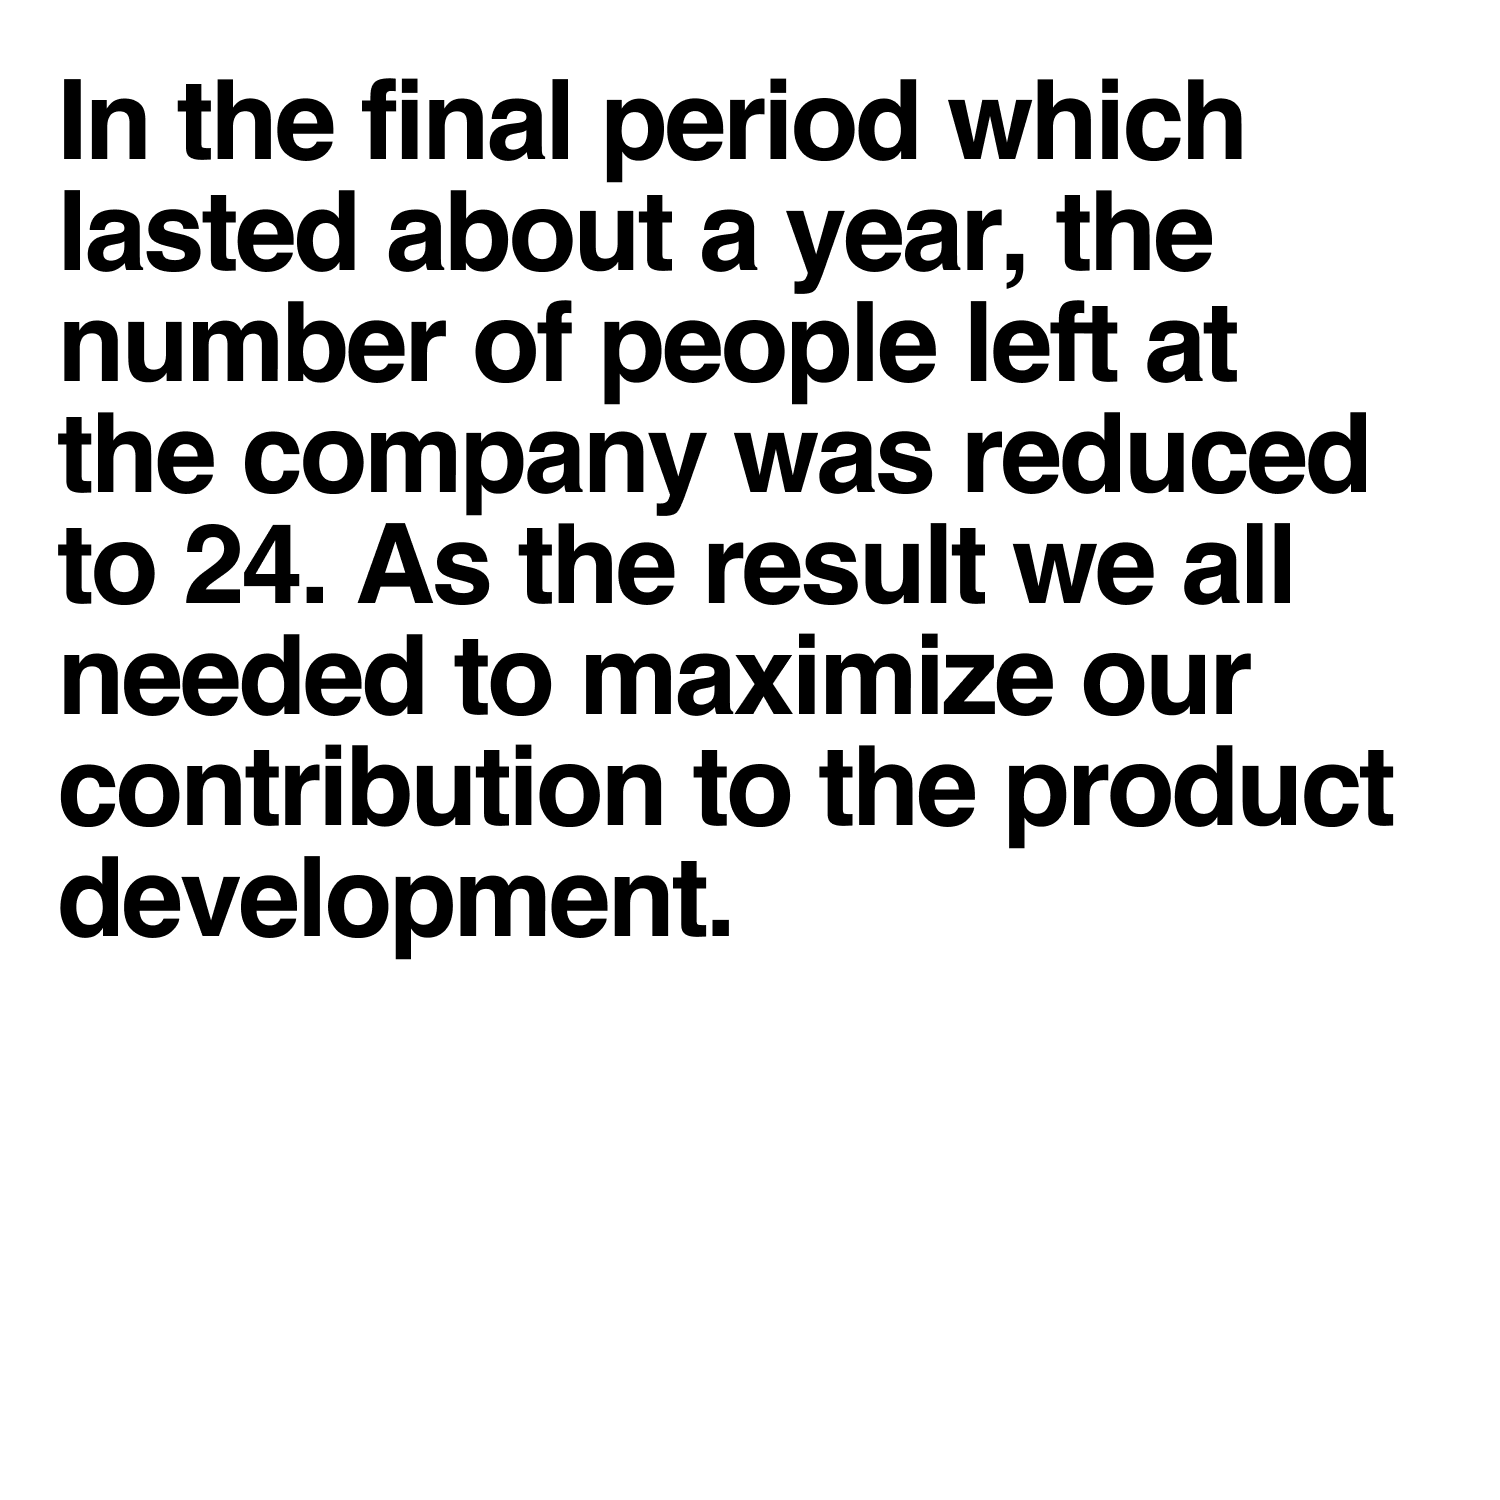 In the final period which
lasted about a year, the
number of people left at
the company was reduced
to 24. As the result we all
needed to maximize our
contribution to the product
development.